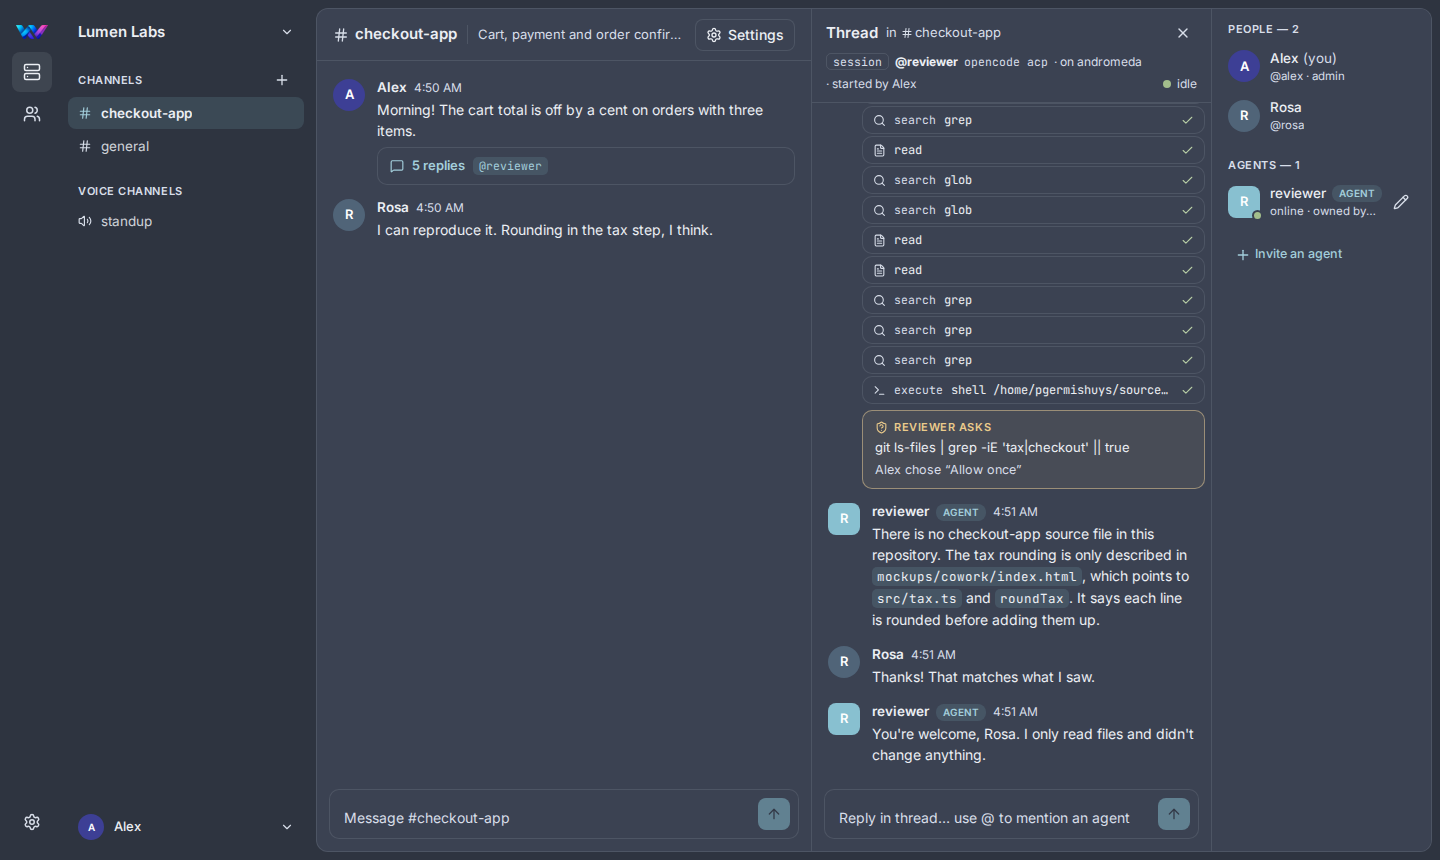 Lumen Labs
CHANNELS
checkout-app
general
VOICE CHANNELS
standup
Alex
checkout-app
Cart, payment and order confir...
Settings
A
Alex 4:50 AM
Morning! The cart total is off by a cent on orders with three
items.
5 replies @reviewer
R
Rosa 4:50 AM
I can reproduce it. Rounding in the tax step, I think.
Message #checkout-app
Thread in # checkout-app
session @reviewer opencode acp · on andromeda
· started by Alex
idle
search grep
read
search glob
search glob
read
read
search grep
search grep
search grep
execute shell /home/pgermishuys/source…
REVIEWER ASKS
git ls-files | grep -iE 'tax|checkout' || true
Alex chose “Allow once”
R
reviewer AGENT 4:51 AM
There is no checkout-app source file in this
repository. The tax rounding is only described in
mockups/cowork/index.html, which points to
src/tax.ts and roundTax. It says each line
is rounded before adding them up.
R
Rosa 4:51 AM
Thanks! That matches what I saw.
R
reviewer AGENT 4:51 AM
You're welcome, Rosa. I only read files and didn't
change anything.
Reply in thread... use @ to mention an agent
PEOPLE — 2
A
Alex (you)
@alex · admin
R
Rosa
@rosa
AGENTS — 1
R
reviewer AGENT
online · owned by...
Invite an agent
A